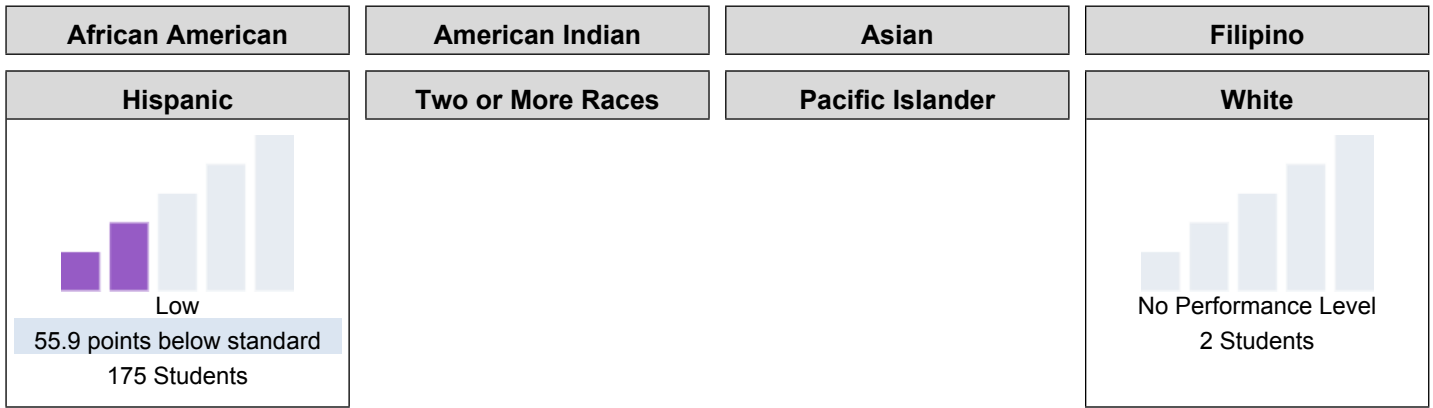 African American
American Indian
Asian
Filipino
Hispanic
Two or More Races
Pacific Islander
White
Low
55.9 points below standard
175 Students
No Performance Level
2 Students